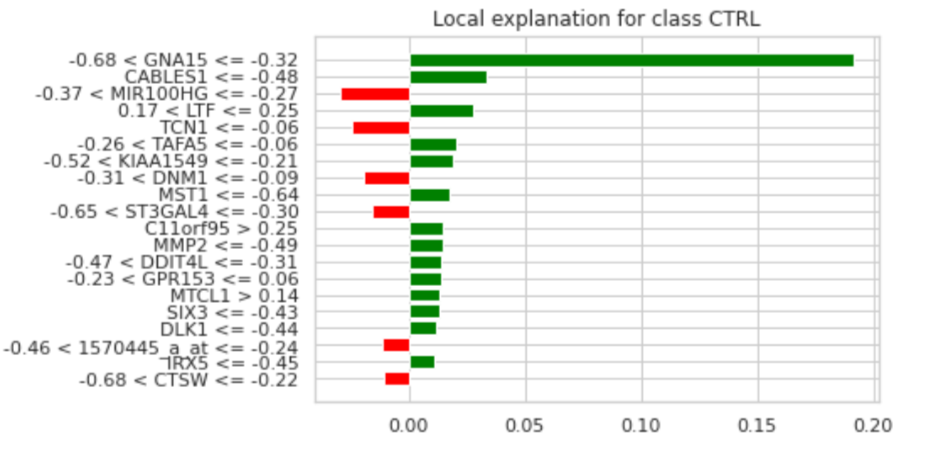 Local explanation for class CTRL
-0.68 < GNA15 <= -0.32
CABLES1 <= -0.48
-0.37 < MIR100HG <= -0.27
0.17 < LTF <= 0.25
TCN1 <= -0.06
-0.26 < TAFA5 <= -0.06
-0.52 < KIAA1549 <= -0.21
-0.31 < DNM1 <= -0.09
MST1 <= -0.64
-0.65 < ST3GAL4 <= -0.30
C11orf95 > 0.25
MMP2 <= -0.49
-0.47 < DDIT4L <= -0.31
-0.23 < GPR153 <= 0.06
MTCL1 > 0.14
SIX3 <= -0.43
DLK1 <= -0.44
-0.46 < 1570445_a_at <= -0.24
IRX5 <= -0.45
-0.68 < CTSW <= -0.22
0.00 0.05 0.10 0.15 0.20